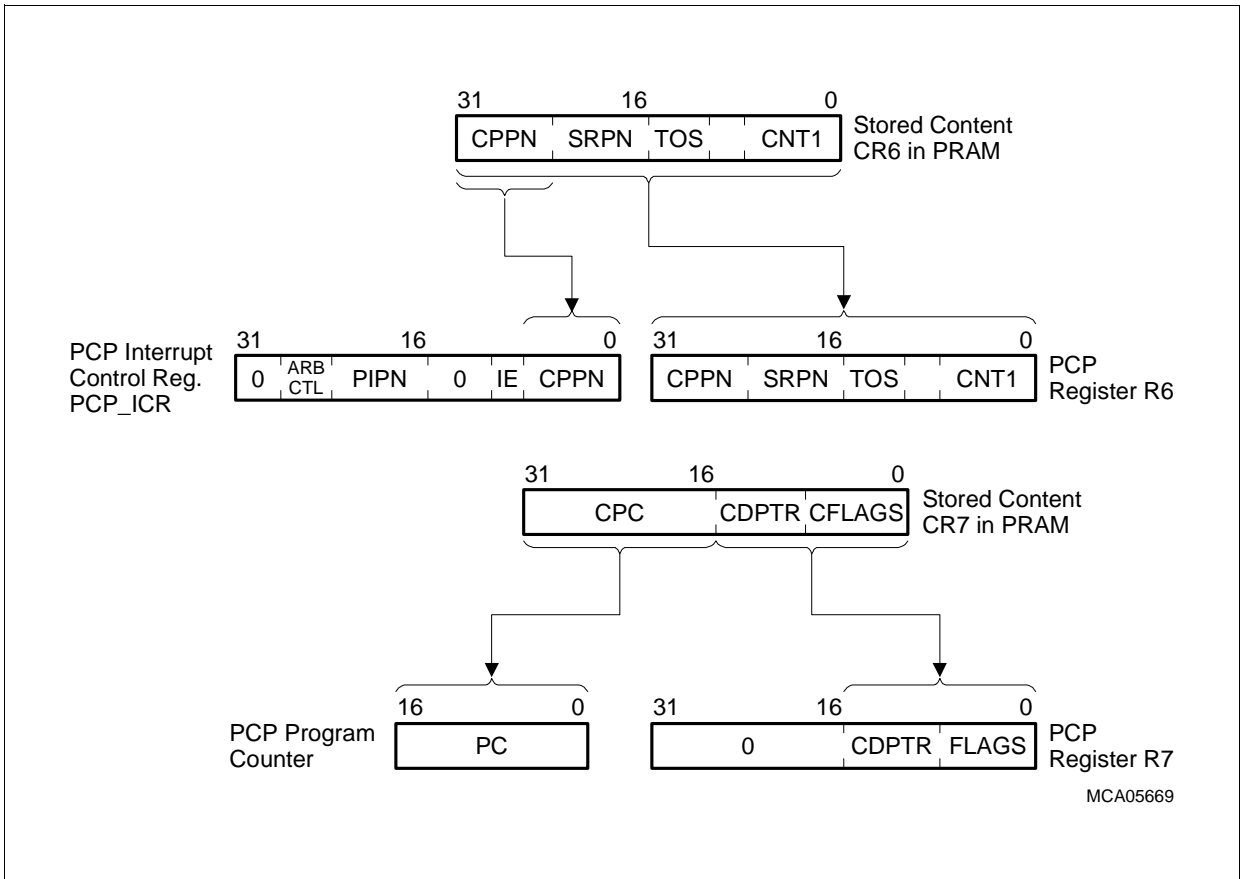 31 16 0
CPPN SRPN TOS CNT1
Stored Content
CR6 in PRAM
PCP Interrupt
Control Reg.
PCP_ICR
31 16 0
0 ARB CTL PIPN 0 IE CPPN
31 16 0
CPPN SRPN TOS CNT1
PCP
Register R6
31 16 0
CPC CDPTR CFLAGS
Stored Content
CR7 in PRAM
PCP Program
Counter
16 0
PC
31 16 0
0 CDPTR FLAGS
PCP
Register R7
MCA05669